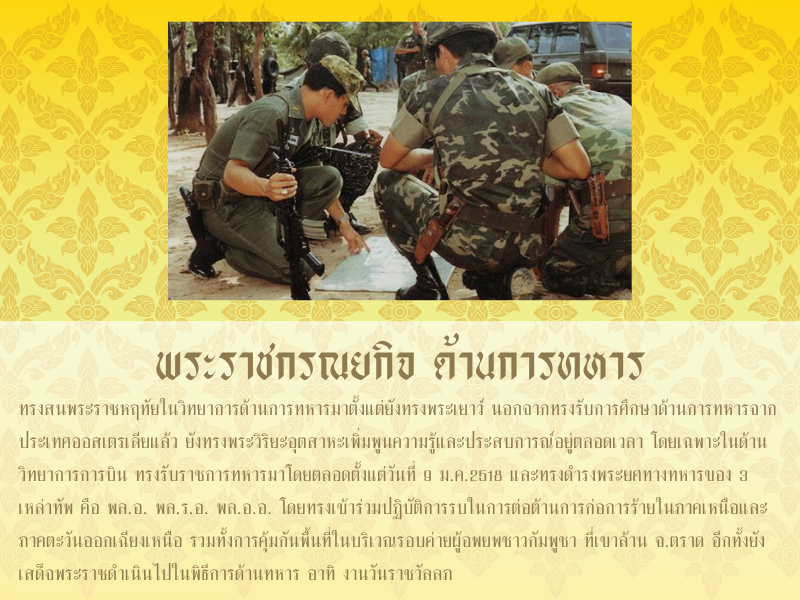 พระราชกรณยกิจ ด้านการทหาร
ทรงสนพระราชหฤทัยในวิทยาการด้านการทหารมาตั้งแต่ยังทรงพระเยาว์ นอกจากทรงรับการศึกษาด้านการทหารจาก
ประเทศออสเตรเลียแล้ว ยังทรงพระวิริยะอุตสาหะเพิ่มพูนความรู้และประสบการณ์อยู่ตลอดเวลา โดยเฉพาะในด้าน
วิทยาการการบิน ทรงรับราชการทหารมาโดยตลอดตั้งแต่วันที่ 9 ม.ค.2518 และทรงดำรงพระยศทางทหารของ 3
เหล่าทัพ คือ พล.อ. พล.ร.อ. พล.อ.อ. โดยทรงเข้าร่วมปฏิบัติการรบในการต่อต้านการก่อการร้ายในภาคเหนือและ
ภาคตะวันออกเฉียงเหนือ รวมทั้งการคุ้มกันพื้นที่ในบริเวณรอบค่ายผู้อพยพชาวกัมพูชา ที่เขาล้าน จ.ตราด อีกทั้งยัง
เสด็จพระราชดำเนินไปในพิธีการด้านทหาร อาทิ งานวันราชวัลลภ